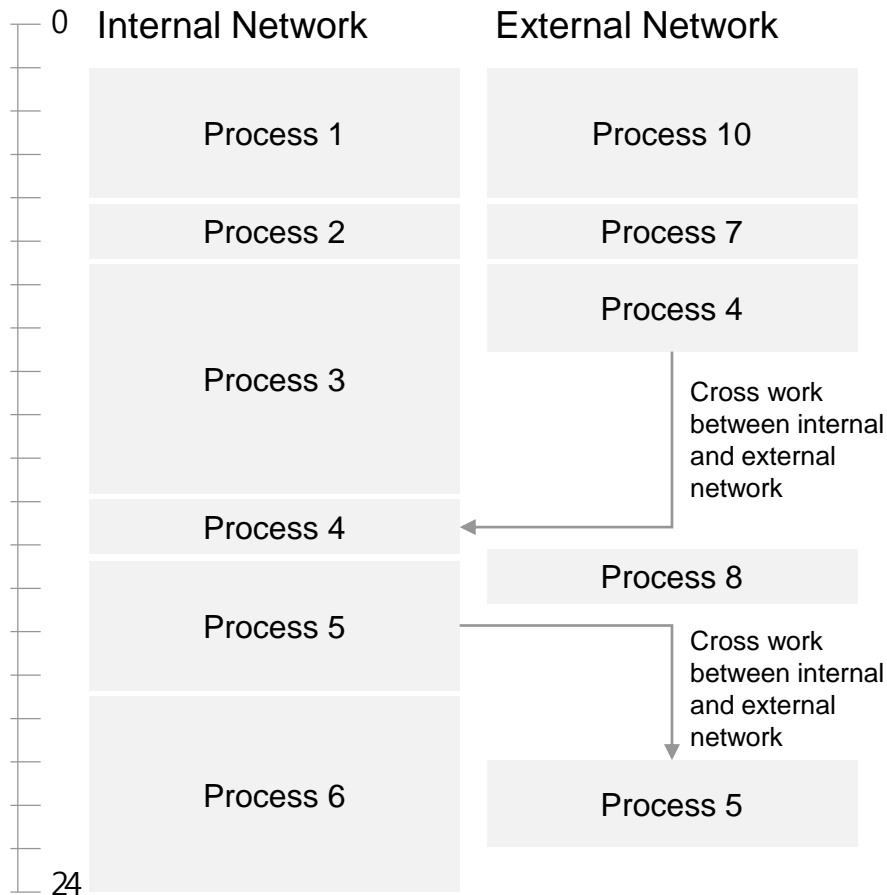 0
Internal Network
External Network
Process 1
Process 10
Process 2
Process 7
Process 3
Process 4
Cross work
between internal
and external
network
Process 4
Process 8
Process 5
Cross work
between internal
and external
network
Process 6
Process 5
24